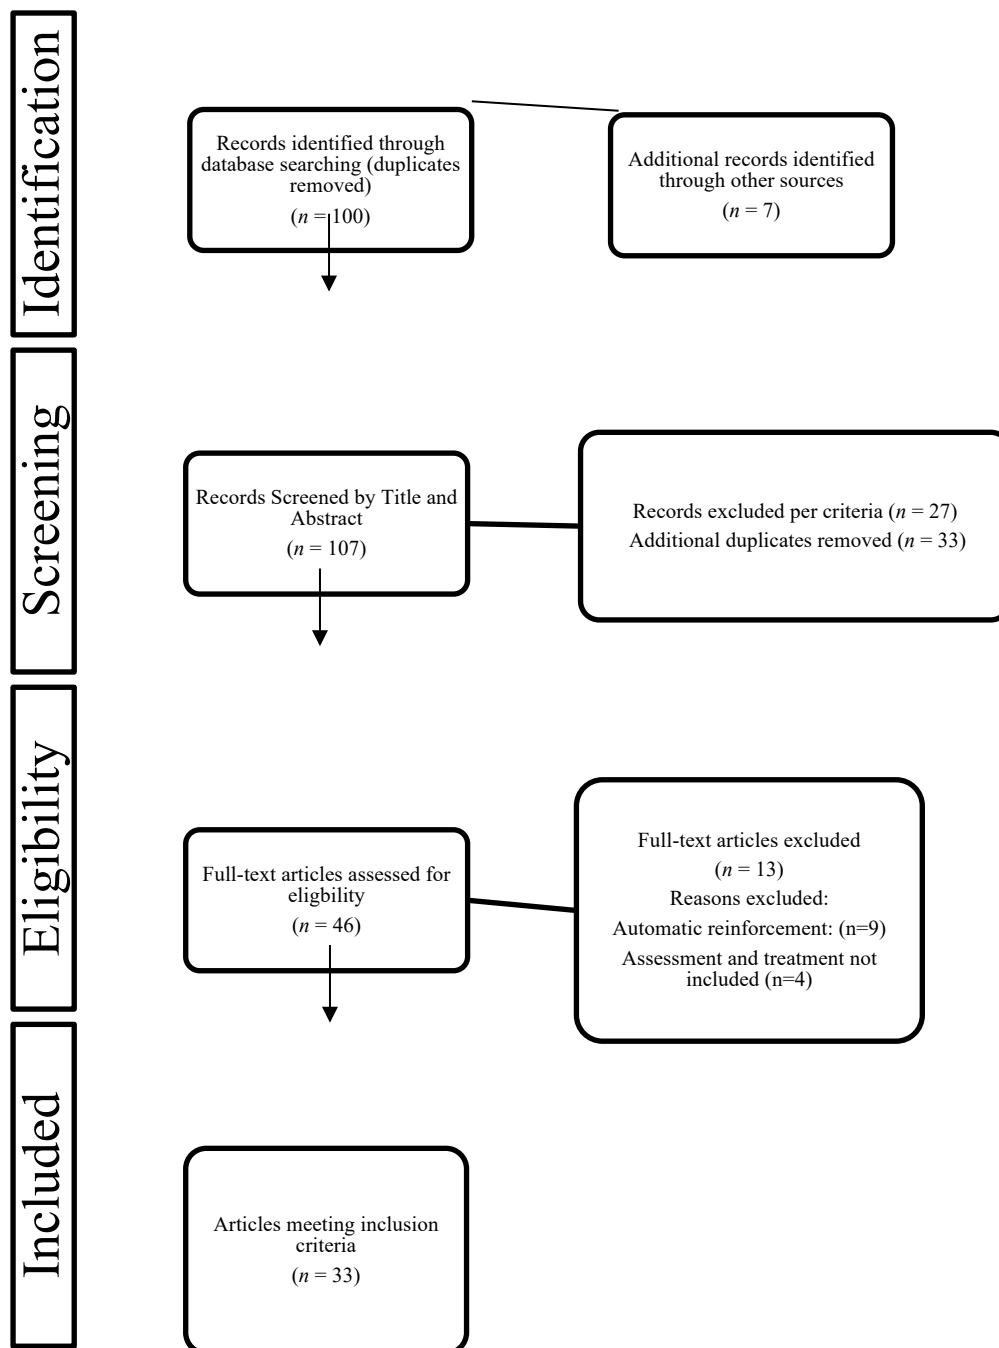 Identification
Records identified through
database searching (duplicates
removed)
(n = 100)
Additional records identified
through other sources
(n = 7)
Screening
Records Screened by Title and
Abstract
(n = 107)
Records excluded per criteria (n = 27)
Additional duplicates removed (n = 33)
Eligibility
Full-text articles assessed for
eligbility
(n = 46)
Full-text articles excluded
(n = 13)
Reasons excluded:
Automatic reinforcement: (n=9)
Assessment and treatment not
included (n=4)
Included
Articles meeting inclusion
criteria
(n = 33)